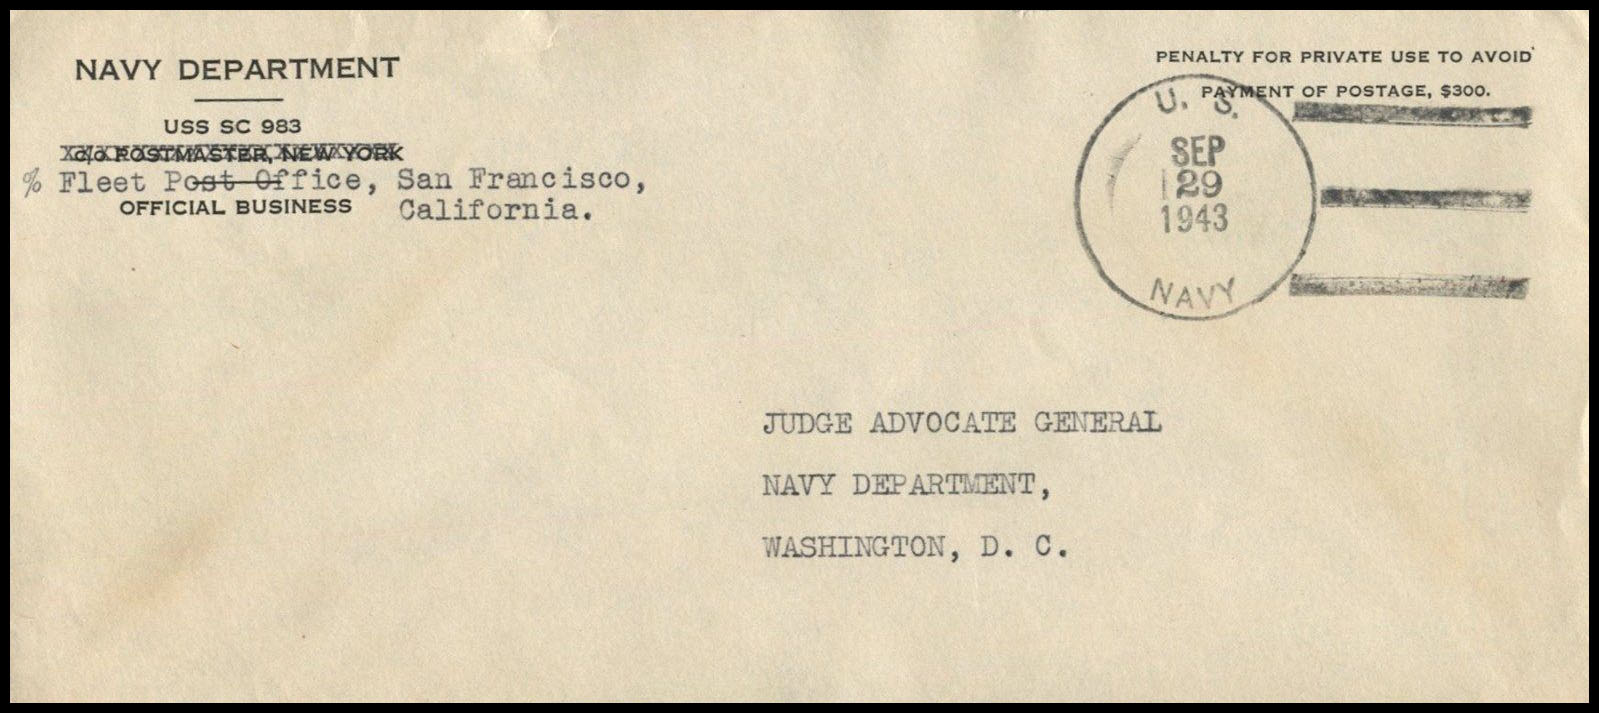 NAVY DEPARTMENT
USS SC 983
c/o POSTMASTER, NEW YORK
% Fleet Post Office, San Francisco,
OFFICIAL BUSINESS California.
PENALTY FOR PRIVATE USE TO AVOID
PAYMENT OF POSTAGE, $300.
U. S.
SEP
29
1943
NAVY
JUDGE ADVOCATE GENERAL
NAVY DEPARTMENT,
WASHINGTON, D. C.